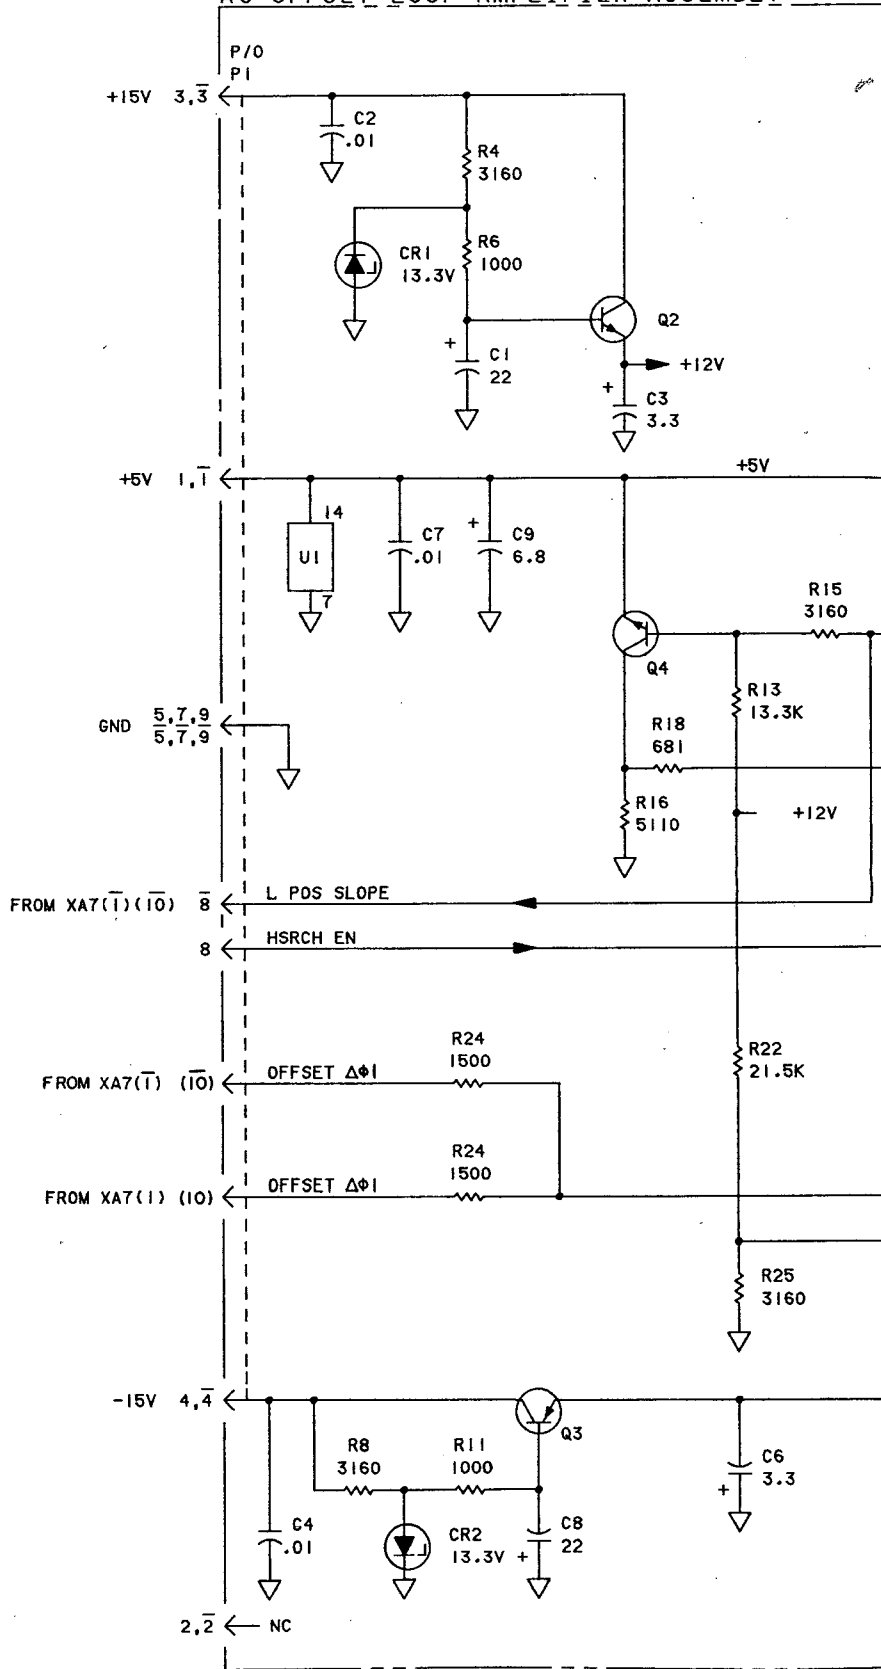 P/O
P1
+15V 3,3̅
C2
.01
R4
3160
CR1
13.3V
R6
1000
Q2
+
C1
22
+12V
+
C3
3.3
+5V 1,1̅
+5V
14
U1
7
C7
.01
+
C9
6.8
R15
3160
Q4
R13
13.3K
GND 5,7,9
5̅,7̅,9̅
R18
681
R16
5110
+12V
FROM XA7(1̅)(1̅0̅) 8̅
L POS SLOPE
8
HSRCH EN
R24
1500
R22
21.5K
FROM XA7(1̅) (1̅0̅)
OFFSET ΔΦ1
R24
1500
FROM XA7(1) (10)
OFFSET ΔΦ1
R25
3160
-15V 4,4̅
Q3
R8
3160
R11
1000
C6
3.3
+
C4
.01
CR2
13.3V
+
C8
22
2,2̅
NC